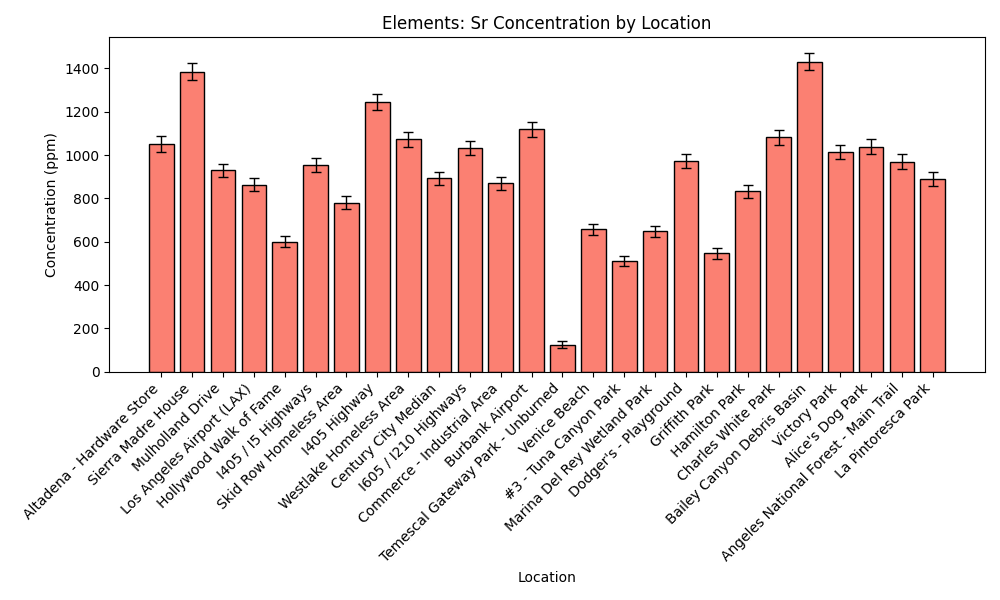 Elements: Sr Concentration by Location
Concentration (ppm)
1400
1200
1000
800
600
400
200
0
Altadena - Hardware Store
Sierra Madre House
Mulholland Drive
Los Angeles Airport (LAX)
Hollywood Walk of Fame
I405 / I5 Highways
Skid Row Homeless Area
I405 Highway
Westlake Homeless Area
Century City Median
I605 / I210 Highways
Commerce - Industrial Area
Burbank Airport
Temescal Gateway Park - Unburned
Venice Beach
#3 - Tuna Canyon Park
Marina Del Rey Wetland Park
Dodger's - Playground
Griffith Park
Hamilton Park
Charles White Park
Bailey Canyon Debris Basin
Victory Park
Alice's Dog Park
Angeles National Forest - Main Trail
La Pintoresca Park
Location